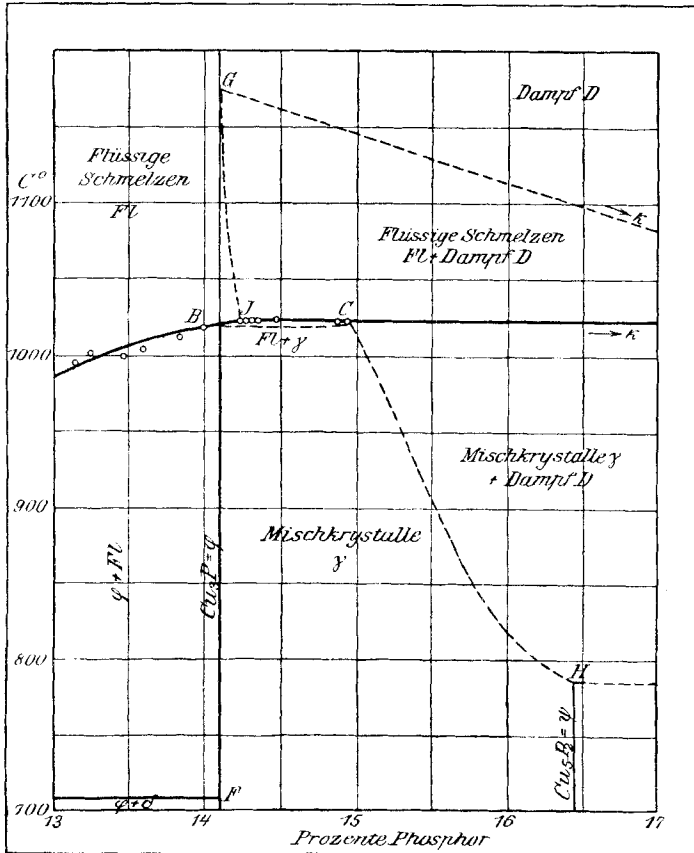 G
Dampf D
Flüssige
Schmelzen
Fl
C°
1100
k
Flüssige Schmelzen
Fl + Dampf D
B
J
C
Fl + γ
k
1000
Mischkrystalle γ
+ Dampf D
900
Mischkrystalle
γ
φ + Fl
Cu₃P = φ
800
H
Cu₅P₂ = ψ
F
φ + σ
700
13
14
15
16
17
Prozente Phosphor